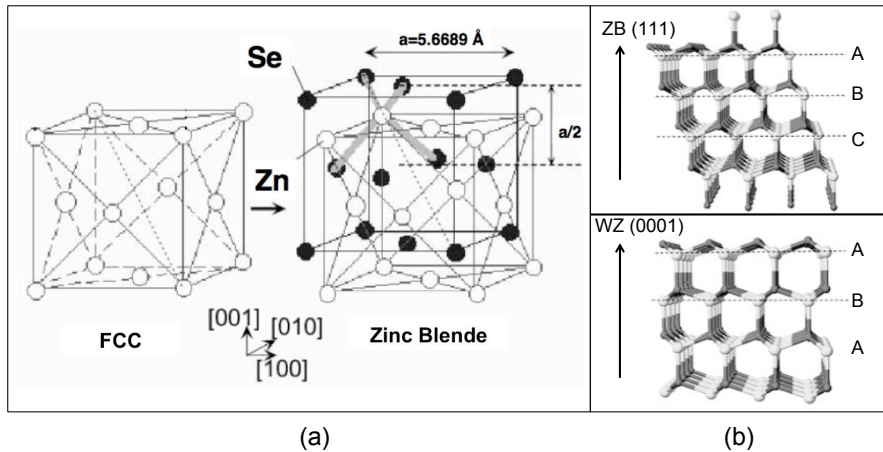 a=5.6689 Å
Se
a/2
Zn
[001]
[010]
[100]
FCC
Zinc Blende
(a)
ZB (111)
A
B
C
WZ (0001)
A
B
A
(b)